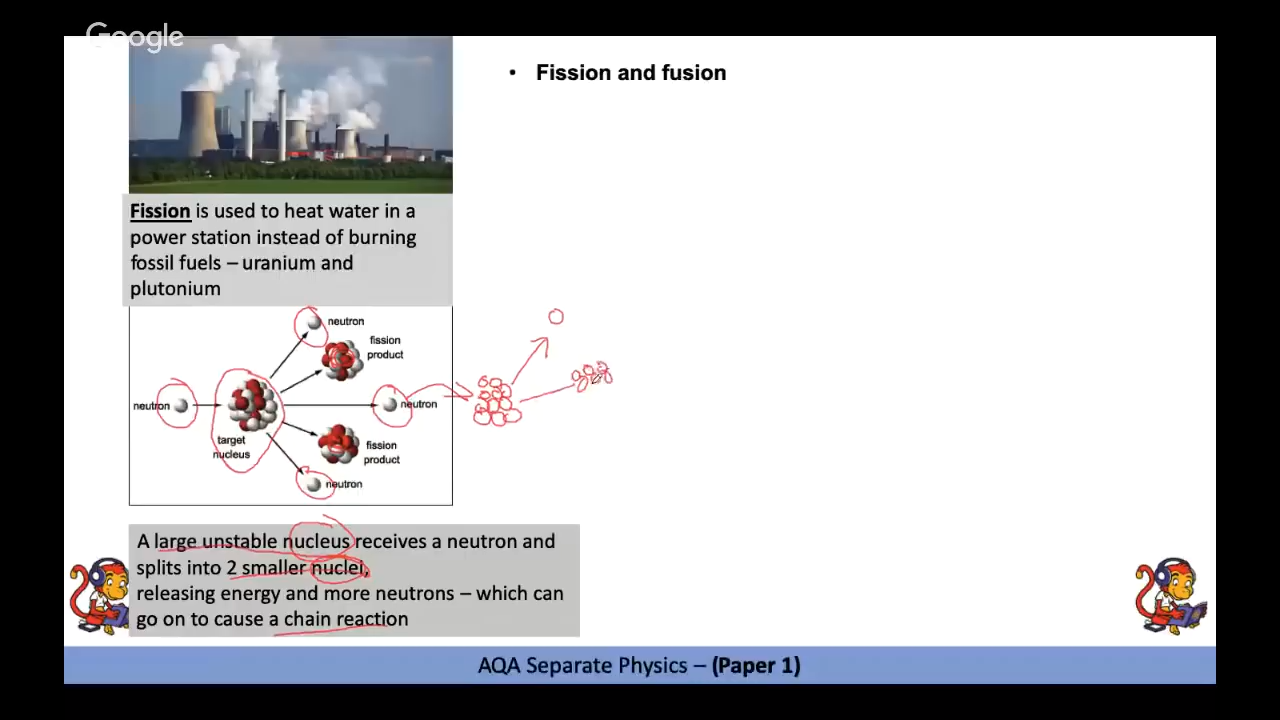 Google
• Fission and fusion
Fission is used to heat water in a
power station instead of burning
fossil fuels – uranium and
plutonium
neutron
fission
product
neutron
target
nucleus
neutron
fission
product
neutron
A large unstable nucleus receives a neutron and
splits into 2 smaller nuclei,
releasing energy and more neutrons – which can
go on to cause a chain reaction
AQA Separate Physics – (Paper 1)